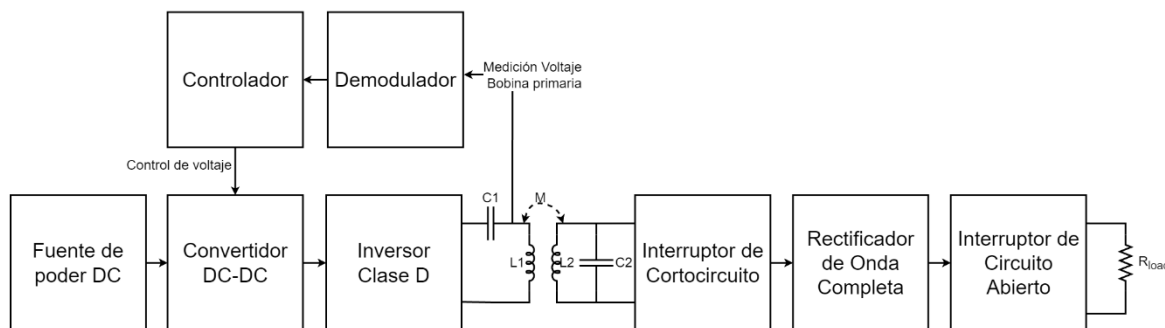 Controlador
Demodulador
Medición Voltaje
Bobina primaria
Control de voltaje
Fuente de
poder DC
Convertidor
DC-DC
Inversor
Clase D
C1
M
L1
L2
C2
Interruptor de
Cortocircuito
Rectificador
de Onda
Completa
Interruptor de
Circuito
Abierto
Rload